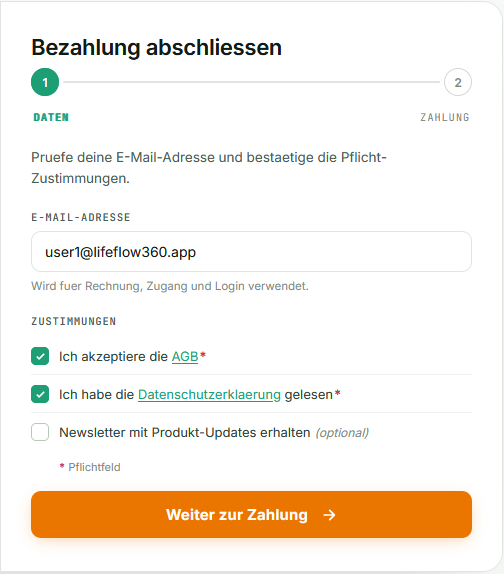 Bezahlung abschliessen
1
2
DATEN
ZAHLUNG
Pruefe deine E-Mail-Adresse und bestaetige die Pflicht-
Zustimmungen.
E-MAIL-ADRESSE
user1@lifeflow360.app
Wird fuer Rechnung, Zugang und Login verwendet.
ZUSTIMMUNGEN
Ich akzeptiere die AGB*
Ich habe die Datenschutzerklaerung gelesen*
Newsletter mit Produkt-Updates erhalten (optional)
* Pflichtfeld
Weiter zur Zahlung →